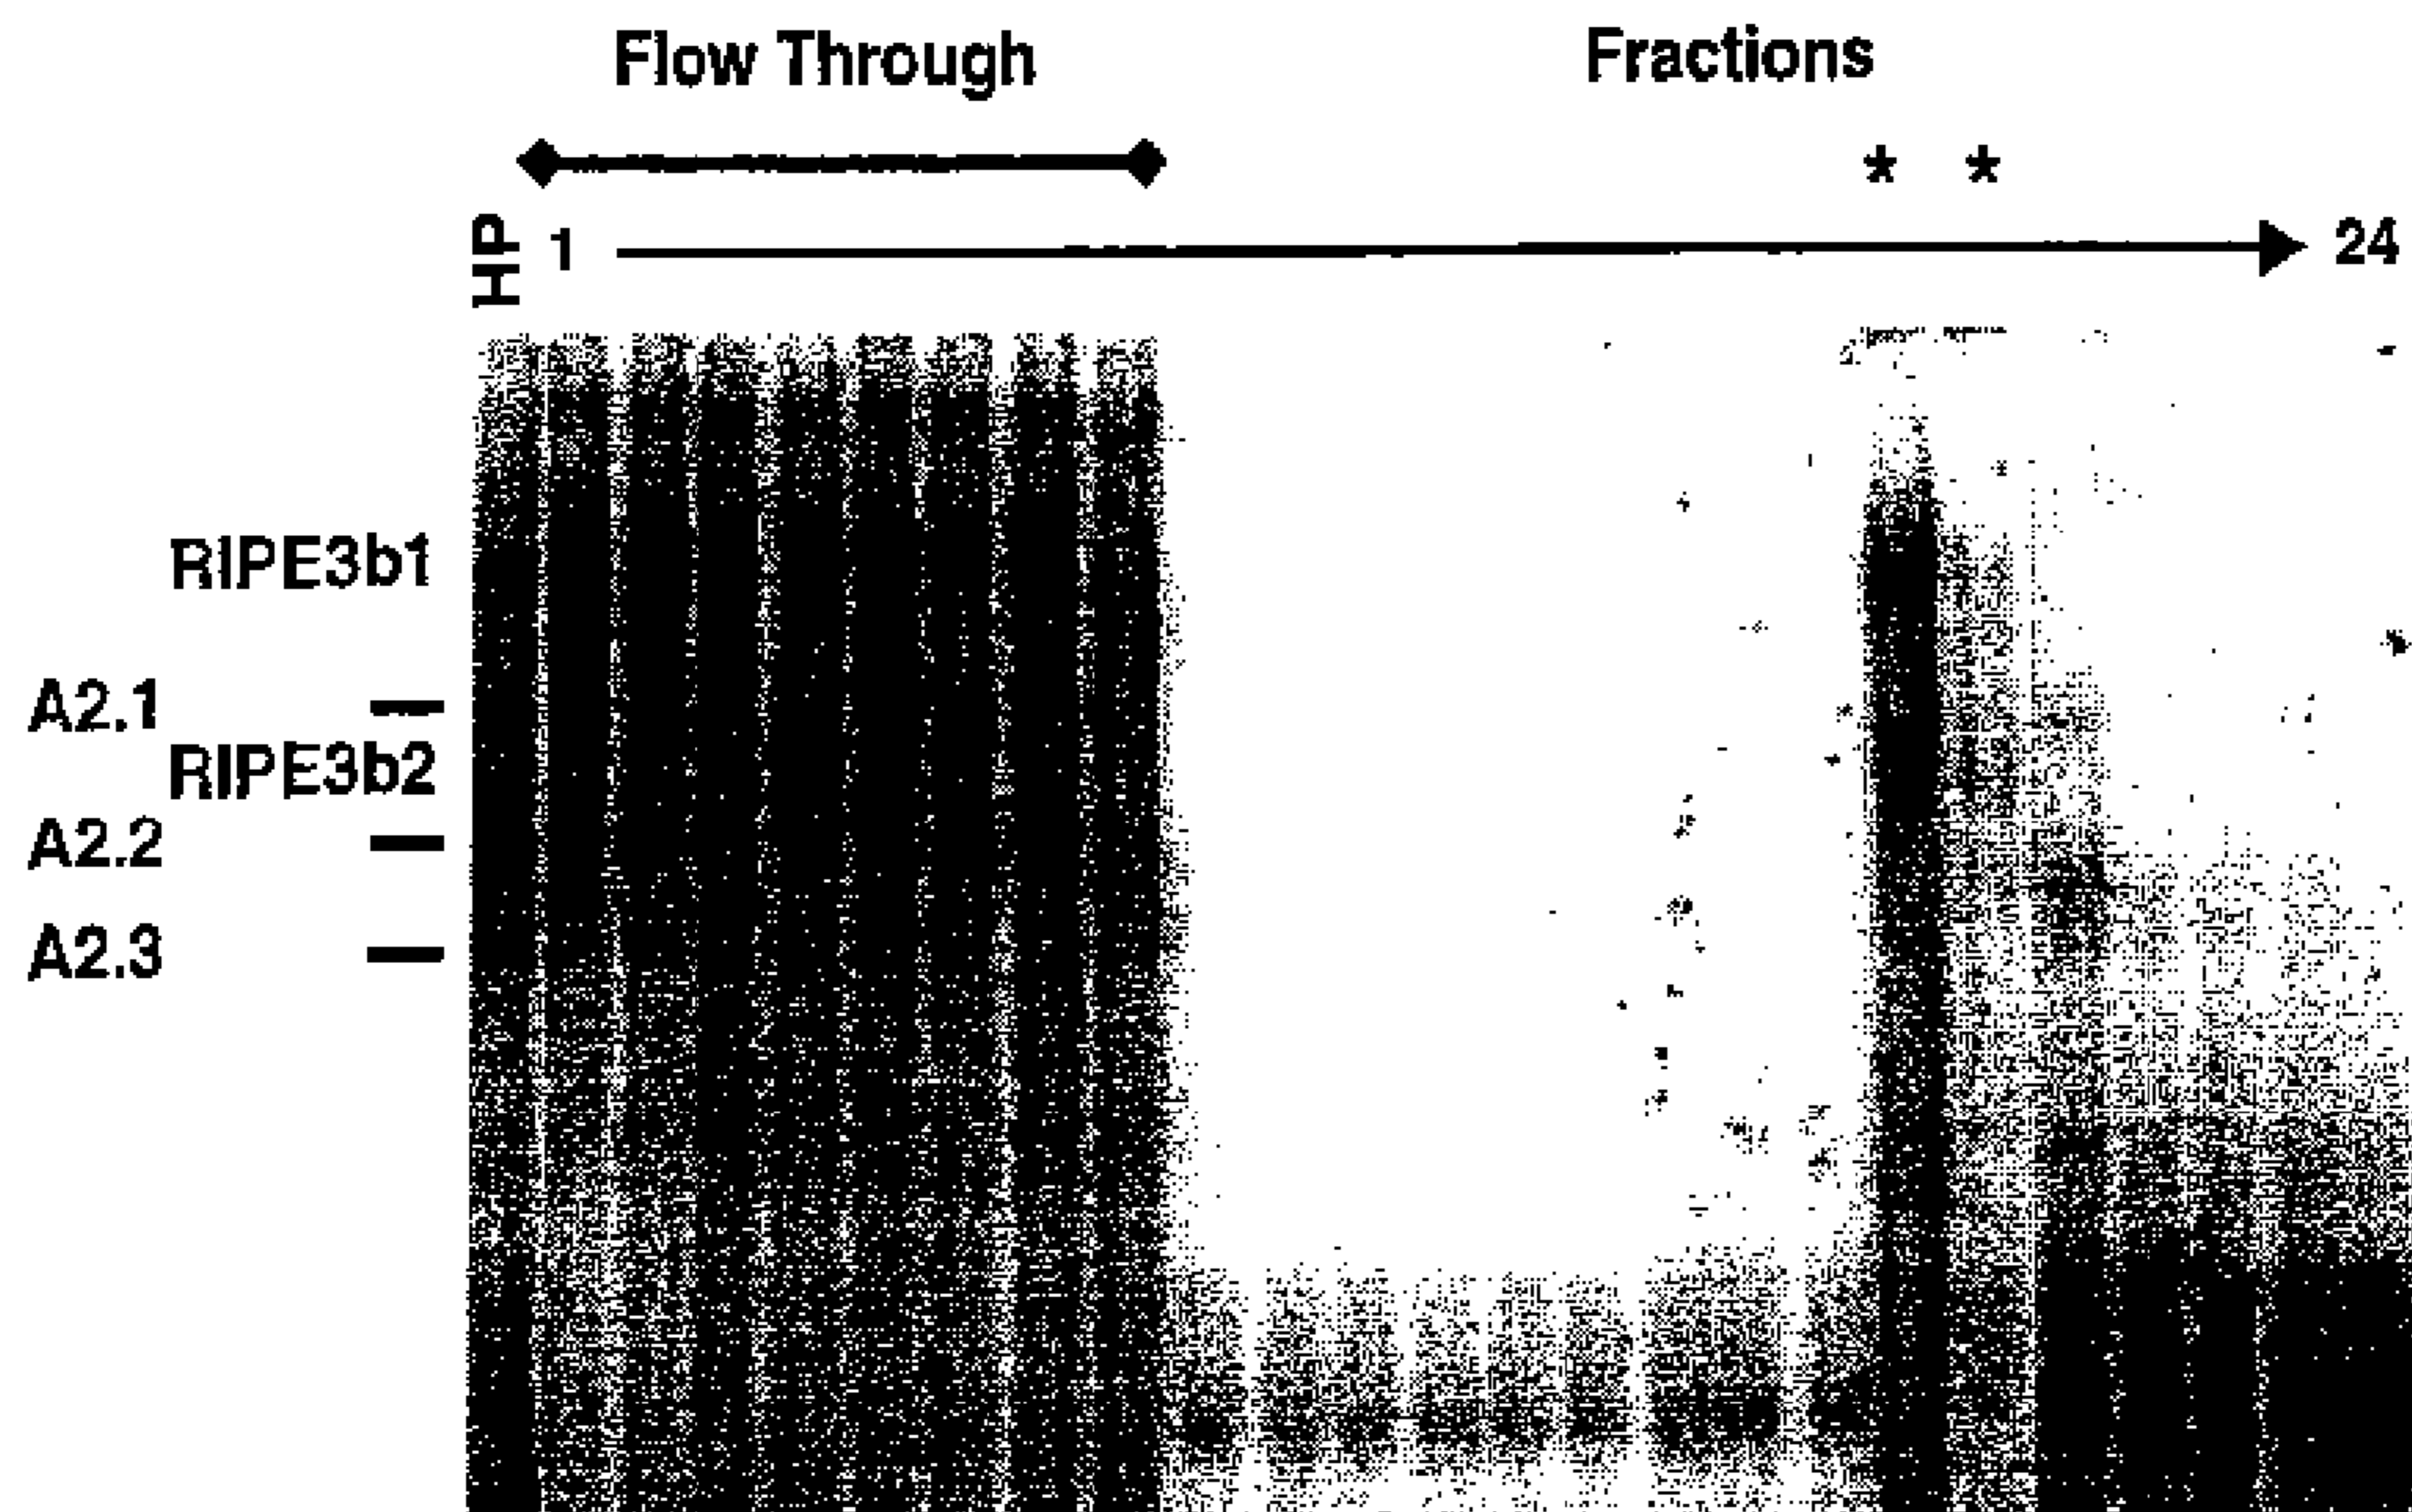 Flow Through Fractions
* *
HP 1 24
RIPE3b1
A2.1
RIPE3b2
A2.2
A2.3